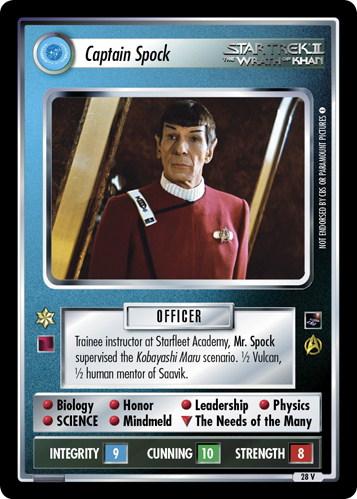 Captain Spock
STAR TREK II
THE WRATH OF KHAN
NOT ENDORSED BY CBS OR PARAMOUNT PICTURES
OFFICER
Trainee instructor at Starfleet Academy, Mr. Spock
supervised the Kobayashi Maru scenario. ½ Vulcan,
½ human mentor of Saavik.
• Biology • Honor • Leadership • Physics
• SCIENCE • Mindmeld ▼ The Needs of the Many
INTEGRITY 9 CUNNING 10 STRENGTH 8
28 V